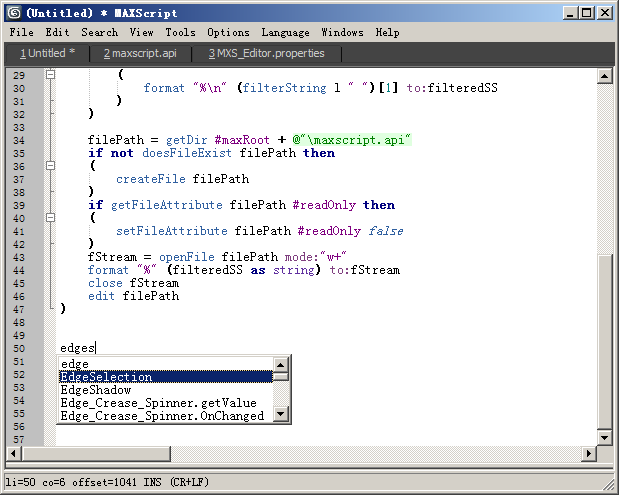 (Untitled) * MAXScript
File Edit Search View Tools Options Language Windows Help
1 Untitled * 2 maxscript.api 3 MXS_Editor.properties
29 (
30 format "%\n" (filterString l " ")[1] to:filteredSS
31 )
32 )
33
34 filePath = getDir #maxRoot + @"\maxscript.api"
35 if not doesFileExist filePath then
36 (
37 createFile filePath
38 )
39 if getFileAttribute filePath #readOnly then
40 (
41 setFileAttribute filePath #readOnly false
42 )
43 fStream = openFile filePath mode:"w+"
44 format "%" (filteredSS as string) to:fStream
45 close fStream
46 edit filePath
47 )
48
49
50 edges
51 edge
52 EdgeSelection
53 EdgeShadow
54 Edge_Crease_Spinner.getValue
55 Edge_Crease_Spinner.OnChanged
56
57
li=50 co=6 offset=1041 INS (CR+LF)